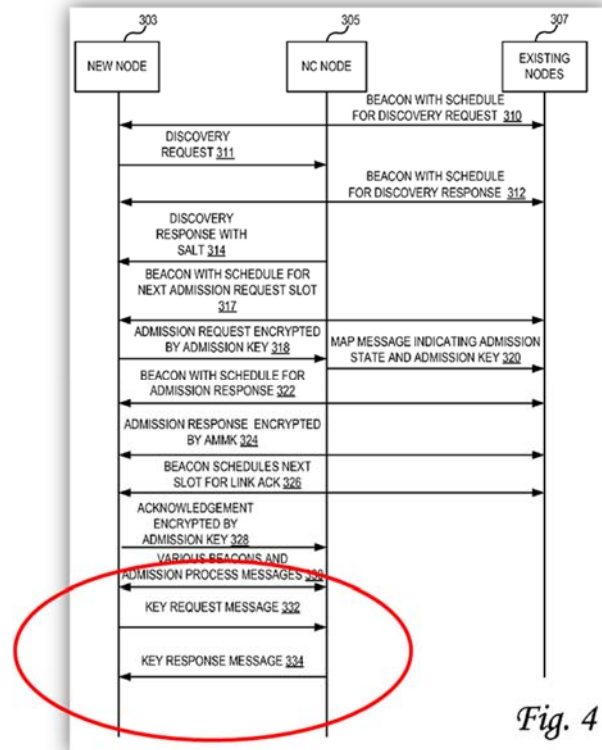 303
305
307
NEW NODE
NC NODE
EXISTING
NODES
BEACON WITH SCHEDULE
FOR DISCOVERY REQUEST 310
DISCOVERY
REQUEST 311
BEACON WITH SCHEDULE
FOR DISCOVERY RESPONSE 312
DISCOVERY
RESPONSE WITH
SALT 314
BEACON WITH SCHEDULE FOR
NEXT ADMISSION REQUEST SLOT
317
ADMISSION REQUEST ENCRYPTED
BY ADMISSION KEY 318
MAP MESSAGE INDICATING ADMISSION
STATE AND ADMISSION KEY 320
BEACON WITH SCHEDULE FOR
ADMISSION RESPONSE 322
ADMISSION RESPONSE ENCRYPTED
BY AMMK 324
BEACON SCHEDULES NEXT
SLOT FOR LINK ACK 326
ACKNOWLEDGEMENT
ENCRYPTED BY
ADMISSION KEY 328
VARIOUS BEACONS AND
ADMISSION PROCESS MESSAGES 330
KEY REQUEST MESSAGE 332
KEY RESPONSE MESSAGE 334
Fig. 4